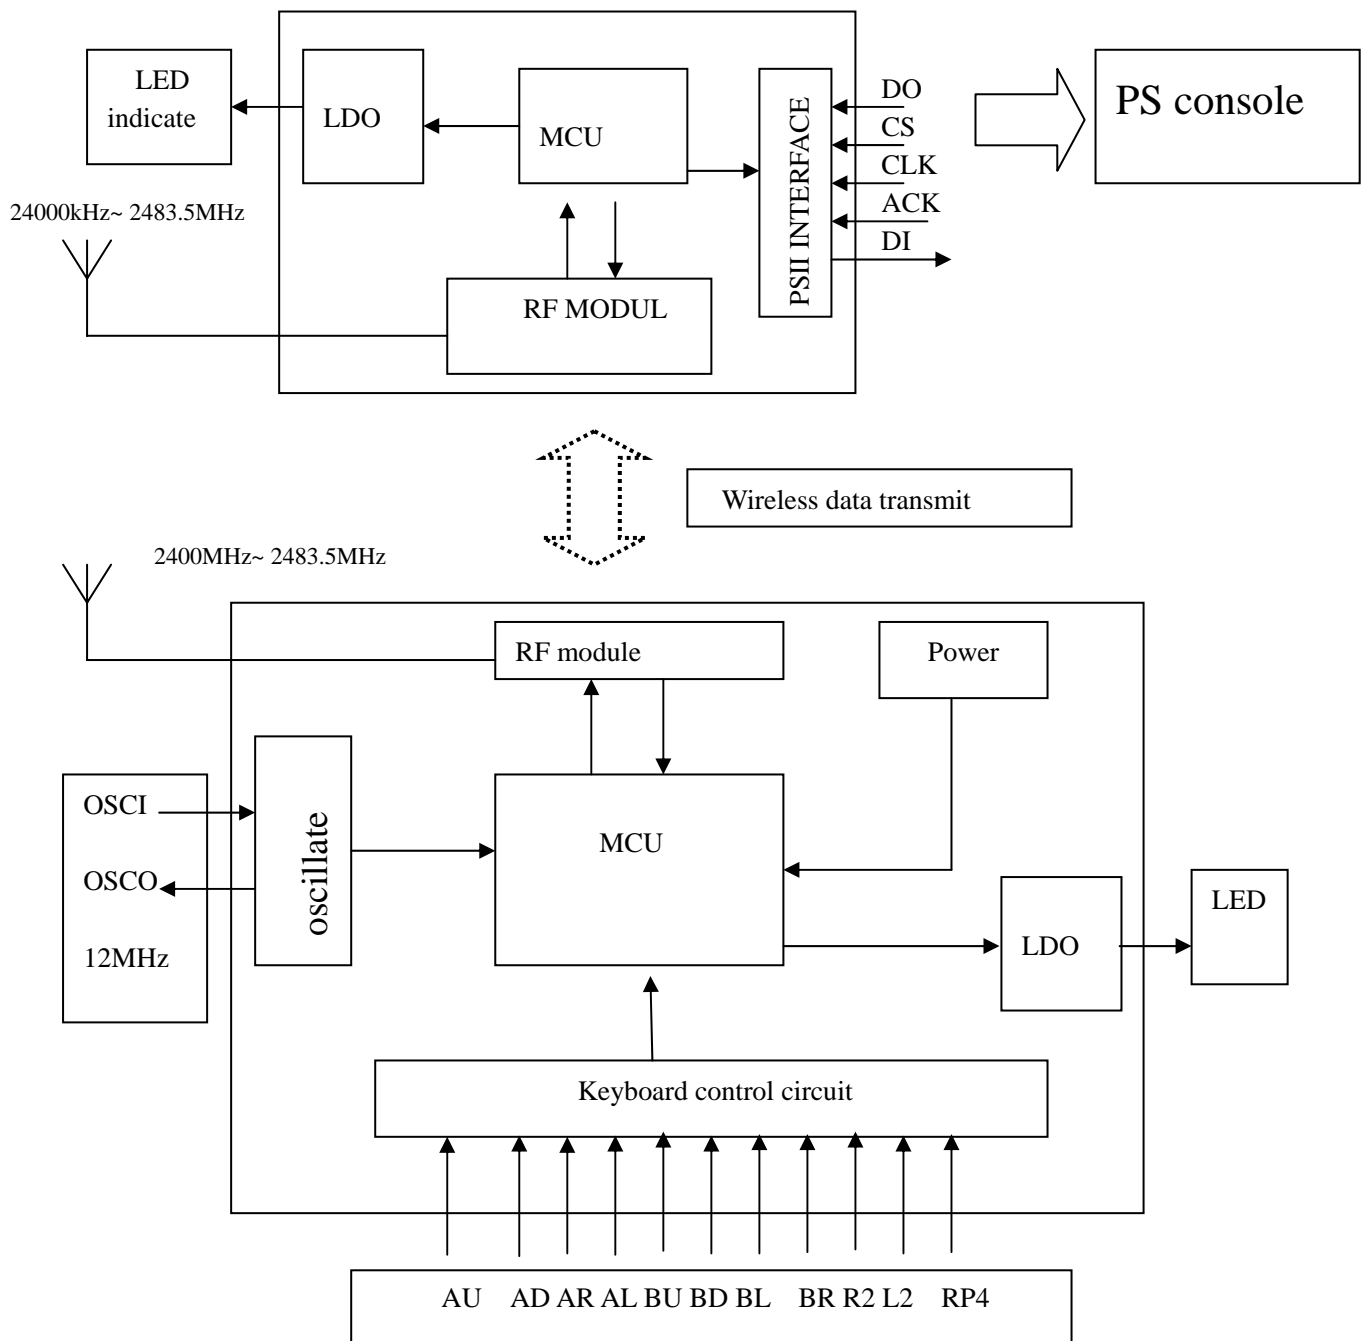 LED
indicate
LDO
MCU
PSII INTERFACE
DO
CS
CLK
ACK
DI
PS console
24000kHz~ 2483.5MHz
RF MODUL
Wireless data transmit
2400MHz~ 2483.5MHz
RF module
Power
OSCI
OSCO
12MHz
oscillate
MCU
LDO
LED
Keyboard control circuit
AU AD AR AL BU BD BL BR R2 L2 RP4